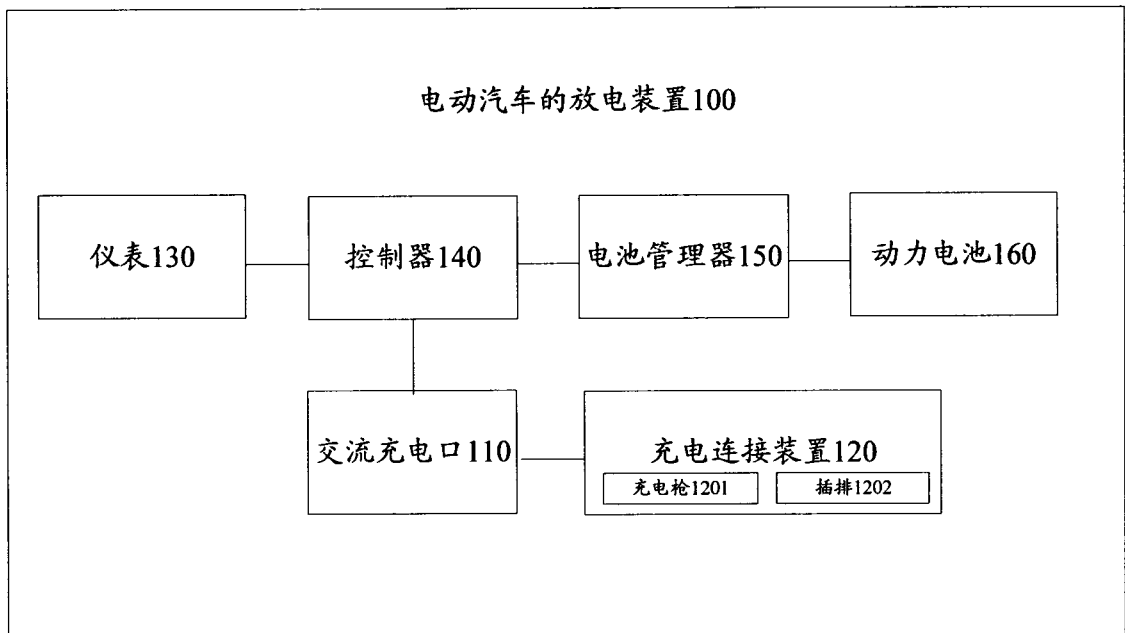 电动汽车的放电装置100
仪表130
控制器140
电池管理器150
动力电池160
交流充电口110
充电连接装置120
充电枪1201
插排1202